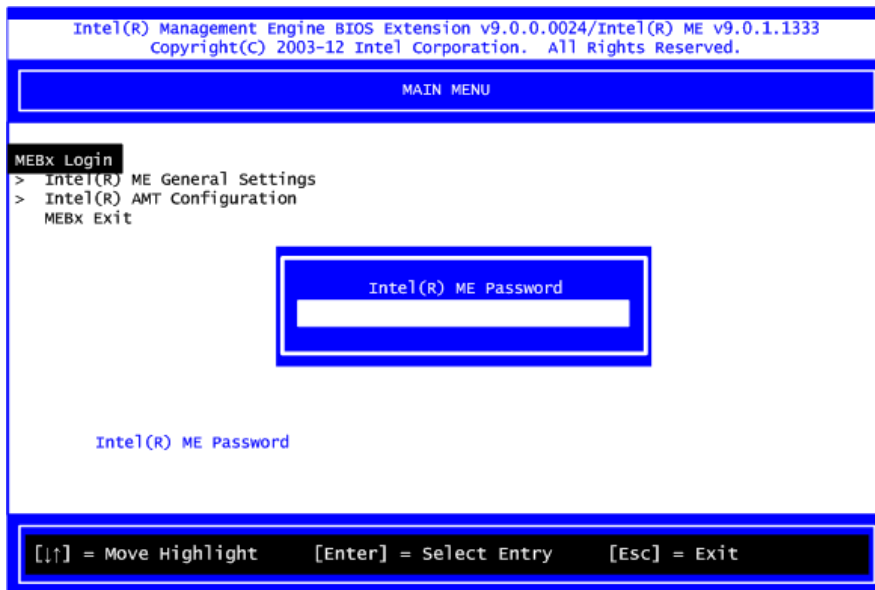 Intel(R) Management Engine BIOS Extension v9.0.0.0024/Intel(R) ME v9.0.1.1333
Copyright(C) 2003-12 Intel Corporation. All Rights Reserved.
MAIN MENU
MEBx Login
> Intel(R) ME General Settings
> Intel(R) AMT Configuration
MEBx Exit
Intel(R) ME Password
Intel(R) ME Password
[↓↑] = Move Highlight [Enter] = Select Entry [Esc] = Exit